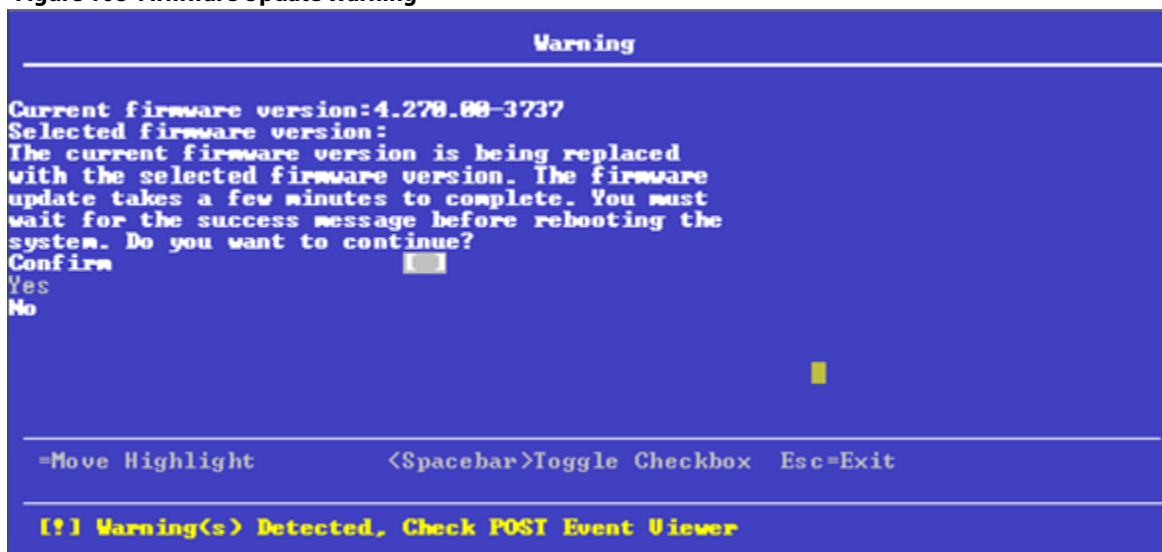 Warning
Current firmware version:4.270.00-3737
Selected firmware version:
The current firmware version is being replaced
with the selected firmware version. The firmware
update takes a few minutes to complete. You must
wait for the success message before rebooting the
system. Do you want to continue?
Confirm [ ]
Yes
No
=Move Highlight <Spacebar>Toggle Checkbox Esc=Exit
[!] Warning(s) Detected, Check POST Event Viewer